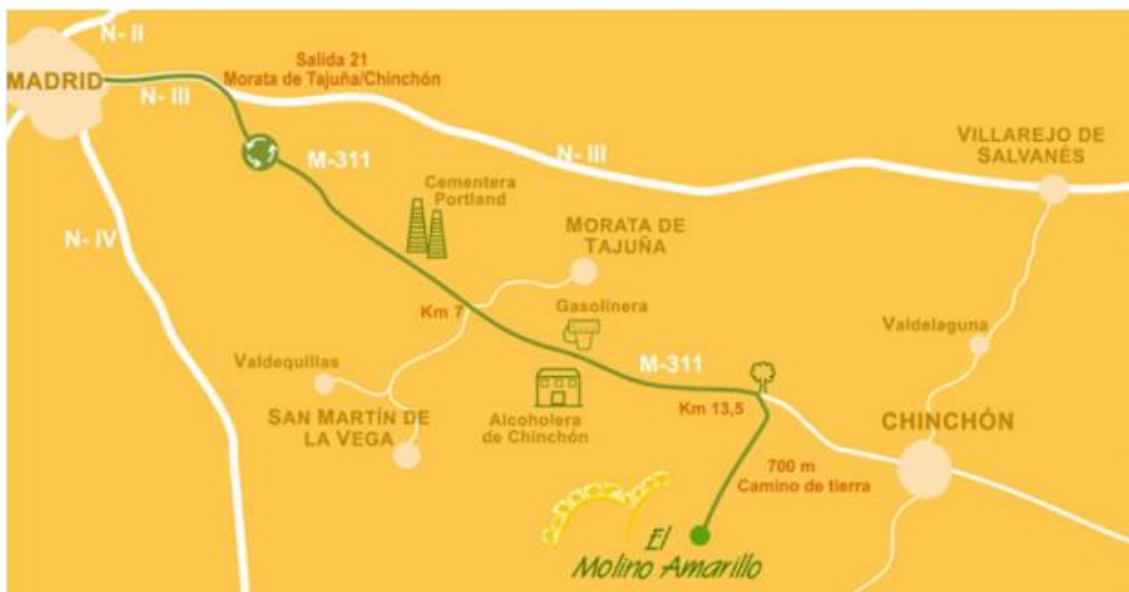 N- II
Salida 21
Morata de Tajuña/Chinchón
MADRID
N- III
M-311
N- III
VILLAREJO DE
SALVANÉS
Cementera
Portland
N- IV
MORATA DE
TAJUÑA
Km 7
Gasolinera
Valdelaguna
Valdequillas
M-311
Km 13,5
SAN MARTÍN DE
LA VEGA
Alcoholera
de Chinchón
CHINCHÓN
700 m
Camino de tierra
El
Molino Amarillo